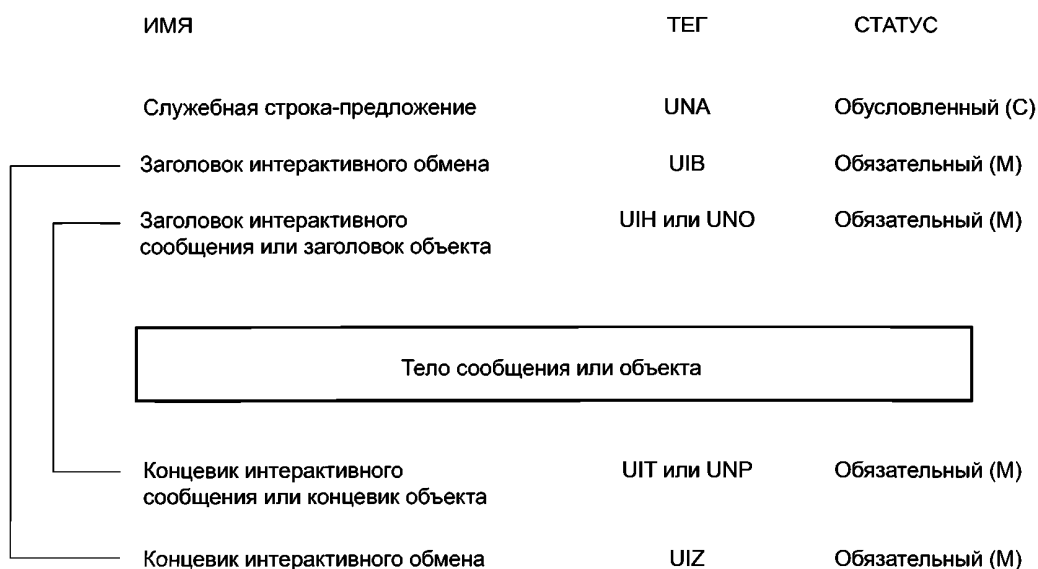 ИМЯ ТЕГ СТАТУС
Служебная строка-предложение UNA Обусловленный (С)
Заголовок интерактивного обмена UIB Обязательный (М)
Заголовок интерактивного UIH или UNO Обязательный (М)
сообщения или заголовок объекта
Тело сообщения или объекта
Концевик интерактивного UIT или UNP Обязательный (М)
сообщения или концевик объекта
Концевик интерактивного обмена UIZ Обязательный (М)